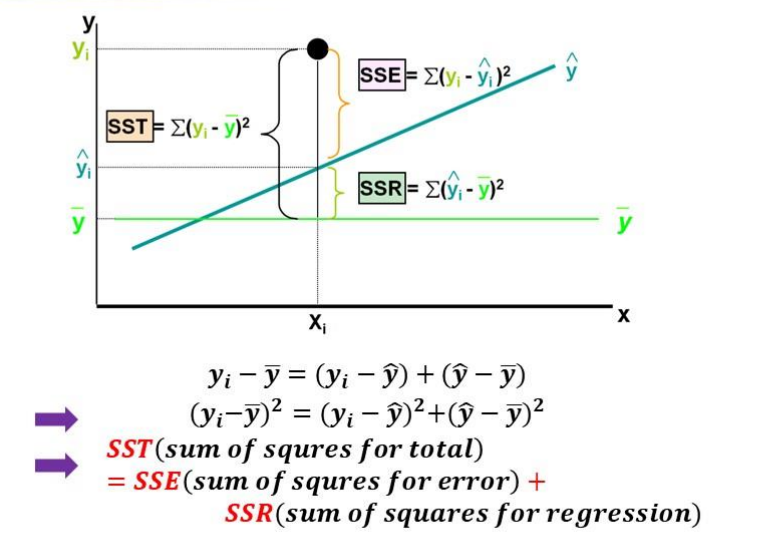 y
yᵢ
SSE = Σ(yᵢ - ŷᵢ)²
ŷ
SST = Σ(yᵢ - ȳ)²
ŷᵢ
SSR = Σ(ŷᵢ - ȳ)²
ȳ
ȳ
Xᵢ
x
yᵢ − ȳ = (yᵢ − ŷ) + (ŷ − ȳ)
(yᵢ−ȳ)² = (yᵢ − ŷ)²+(ŷ − ȳ)²
SST(sum of squres for total)
= SSE(sum of squres for error) +
SSR(sum of squares for regression)